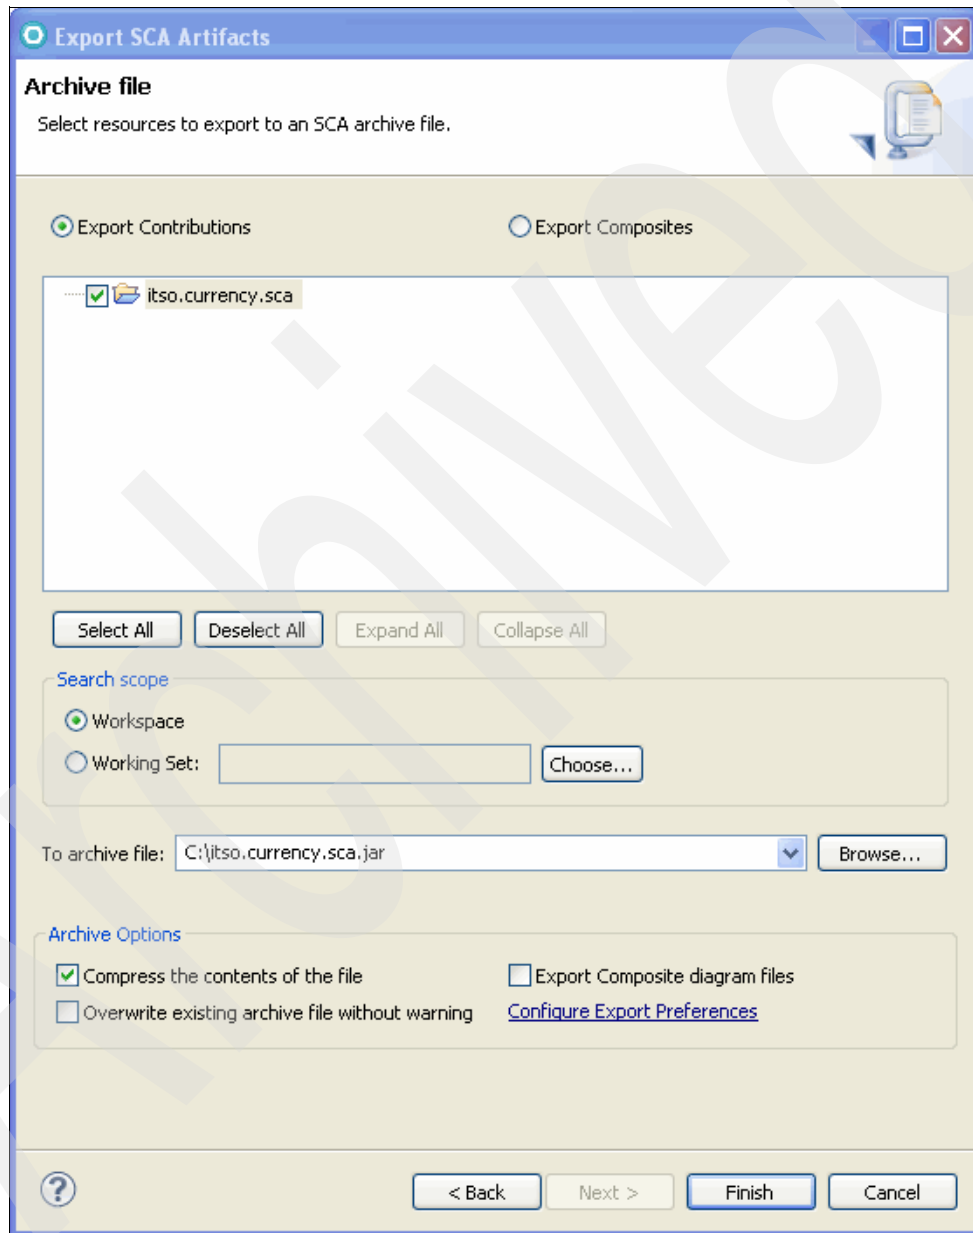 Export SCA Artifacts
Archive file
Select resources to export to an SCA archive file.
Export Contributions Export Composites
itso.currency.sca
Select All Deselect All Expand All Collapse All
Search scope
Workspace
Working Set: Choose...
To archive file: C:\itso.currency.sca.jar Browse...
Archive Options
Compress the contents of the file Export Composite diagram files
Overwrite existing archive file without warning Configure Export Preferences
? < Back Next > Finish Cancel
Archived